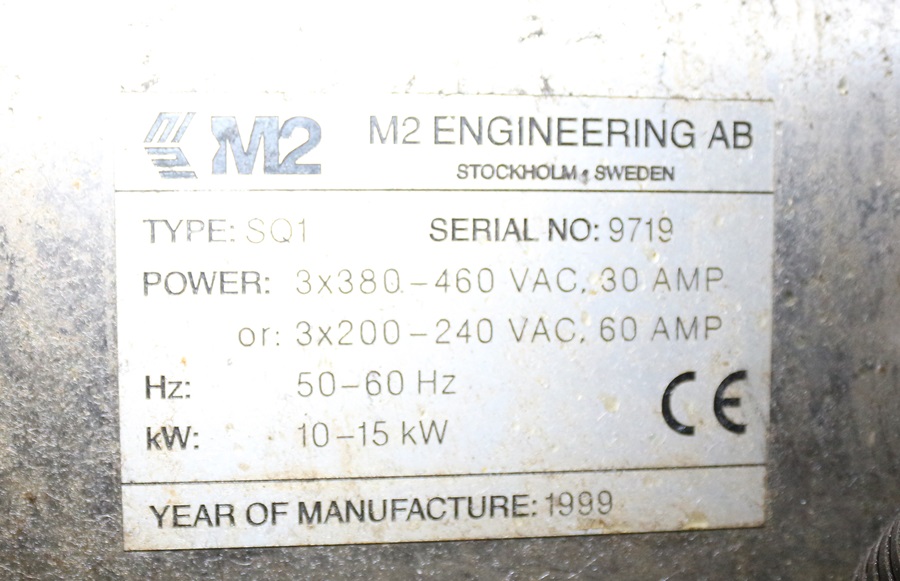 M2 M2 ENGINEERING AB
STOCKHOLM • SWEDEN
TYPE: SQ1 SERIAL NO: 9719
POWER: 3x380-460 VAC, 30 AMP
or: 3x200-240 VAC, 60 AMP
Hz: 50-60 Hz
kW: 10-15 kW
CE
YEAR OF MANUFACTURE: 1999